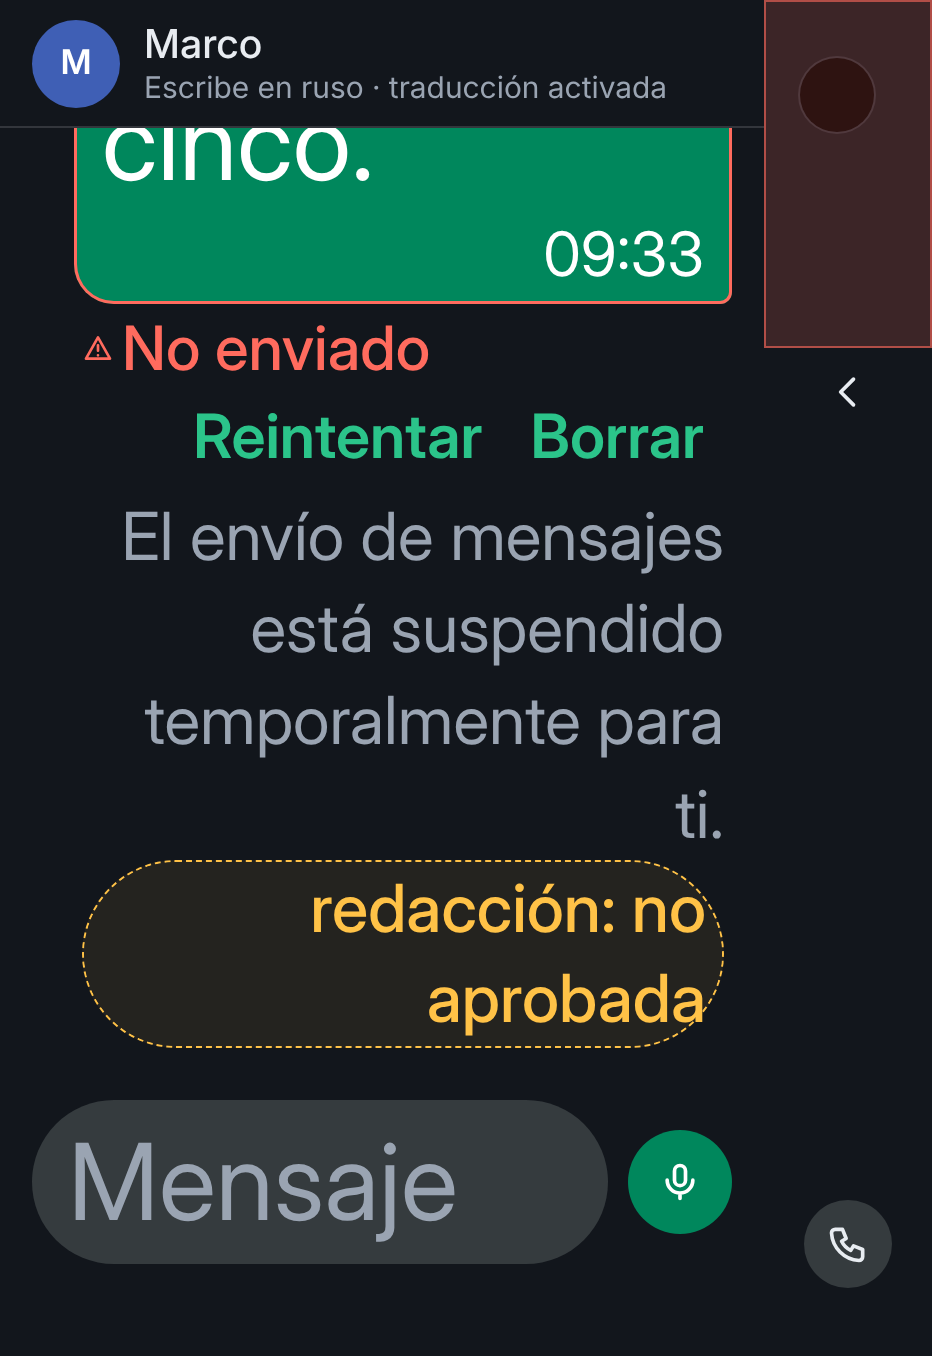 M
Marco
Escribe en ruso · traducción activada
cinco.
09:33
No enviado
Reintentar Borrar
El envío de mensajes
está suspendido
temporalmente para
ti.
redacción: no
aprobada
Mensaje